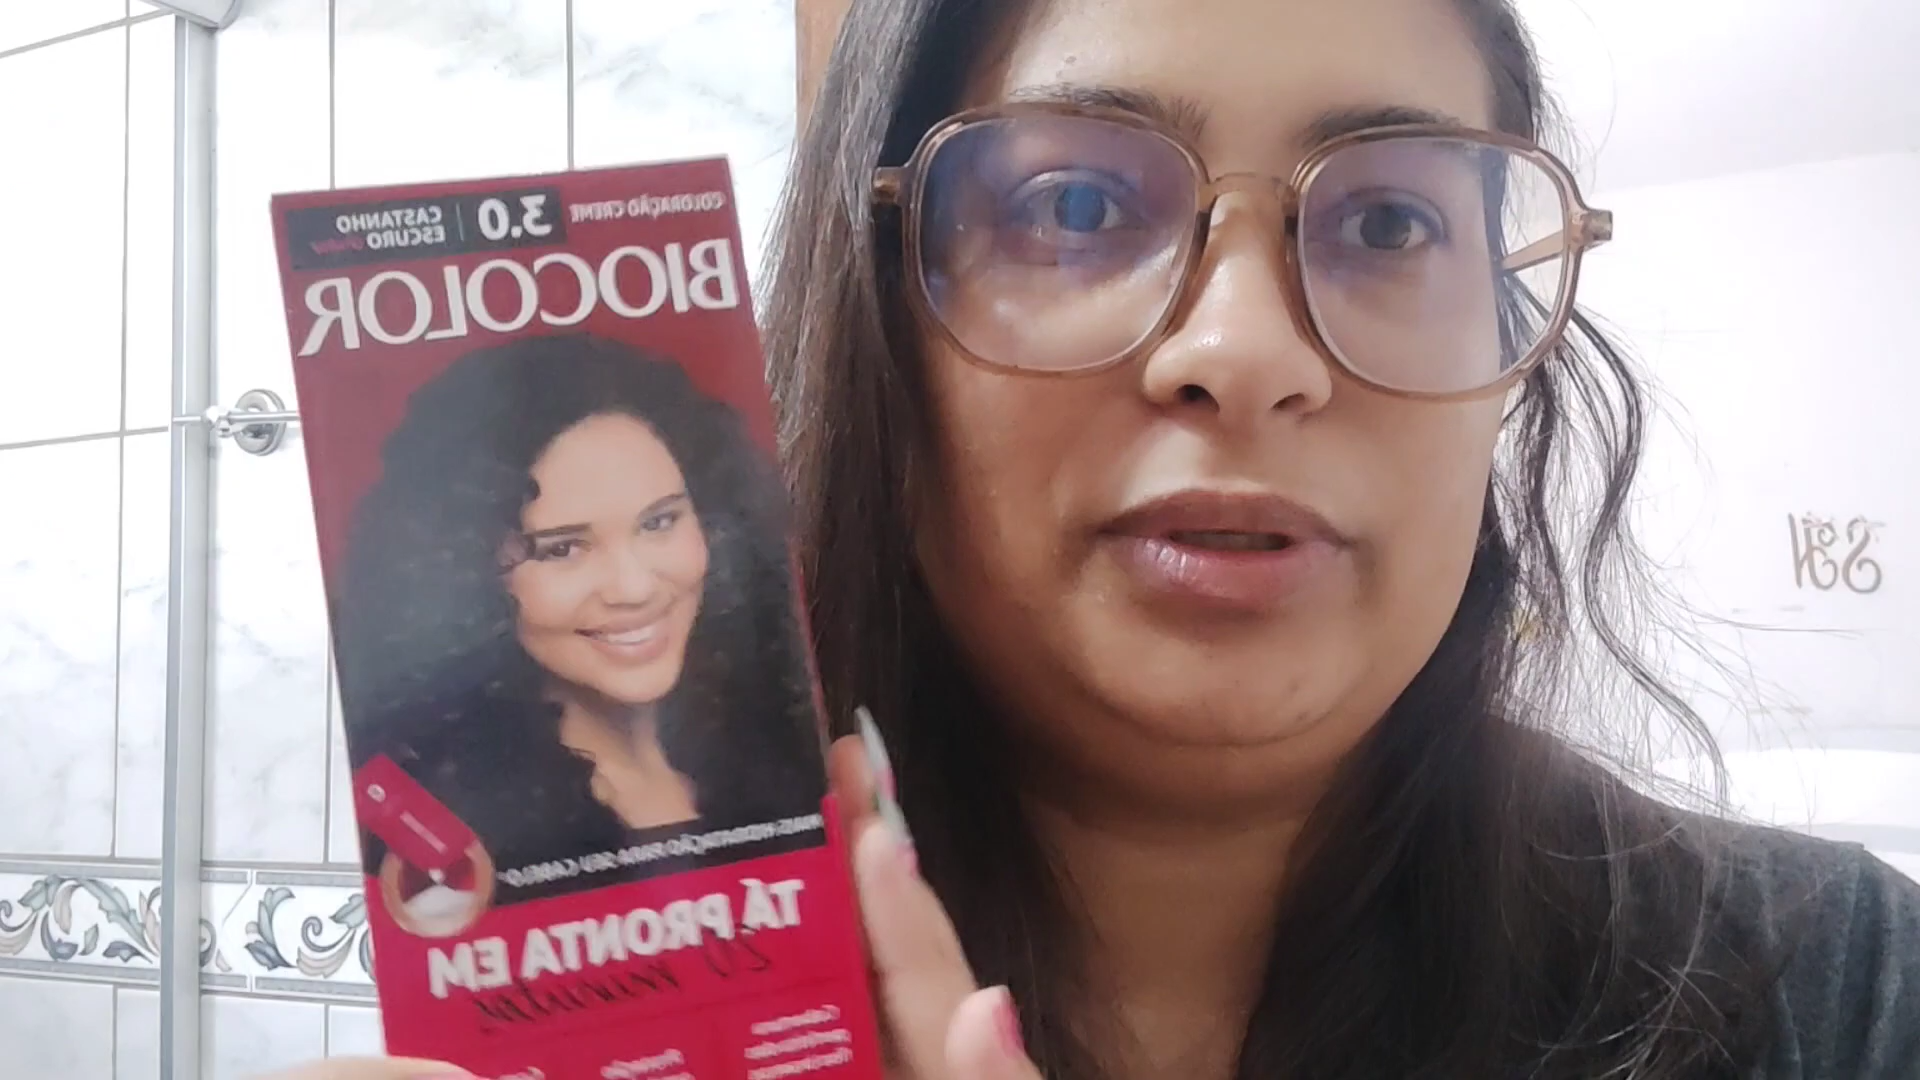 COLORAÇÃO CREME
3.0
CASTANHO
ESCURO
BIOCOLOR
MAIS HIDRATAÇÃO PARA SEU CABELO
TÁ PRONTA EM
20 minutos